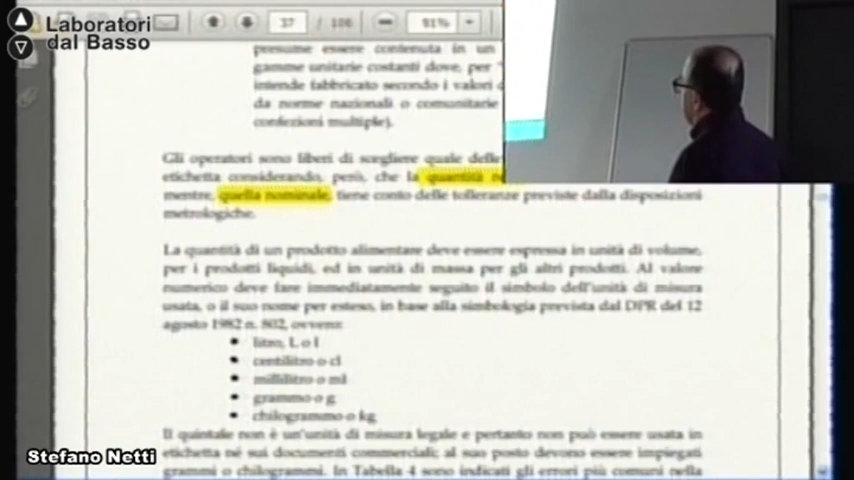 Laboratori
dal Basso
37 / 106
91%
presume essere contenuta in un
gamme unitarie costanti dove, per
intende fabbricato secondo i valori
da norme nazionali o comunitarie
confezioni multiple).
Gli operatori sono liberi di scegliere quale delle
etichetta considerando, però, che la quantità
mentre, quella nominale, tiene conto delle tolleranze previste dalla disposizioni
metrologiche.
La quantità di un prodotto alimentare deve essere espressa in unità di volume,
per i prodotti liquidi, ed in unità di massa per gli altri prodotti. Al valore
numerico deve fare immediatamente seguito il simbolo dell'unità di misura
usata, o il suo nome per esteso, in base alla simbologia prevista dal DPR del 12
agosto 1982 n. 802, ovvero:
• litro, L o l
• centilitro o cl
• millilitro o ml
• grammo o g
• chilogrammo o kg
Il quintale non è un'unità di misura legale e pertanto non può essere usata in
etichetta né sui documenti commerciali; al suo posto devono essere impiegati
grammi o chilogrammi. In Tabella 4 sono indicati gli errori più comuni nella
Stefano Netti